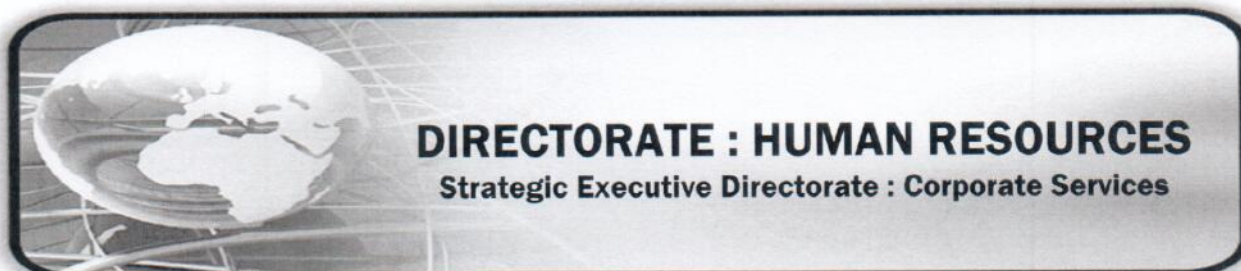 DIRECTORATE : HUMAN RESOURCES
Strategic Executive Directorate : Corporate Services